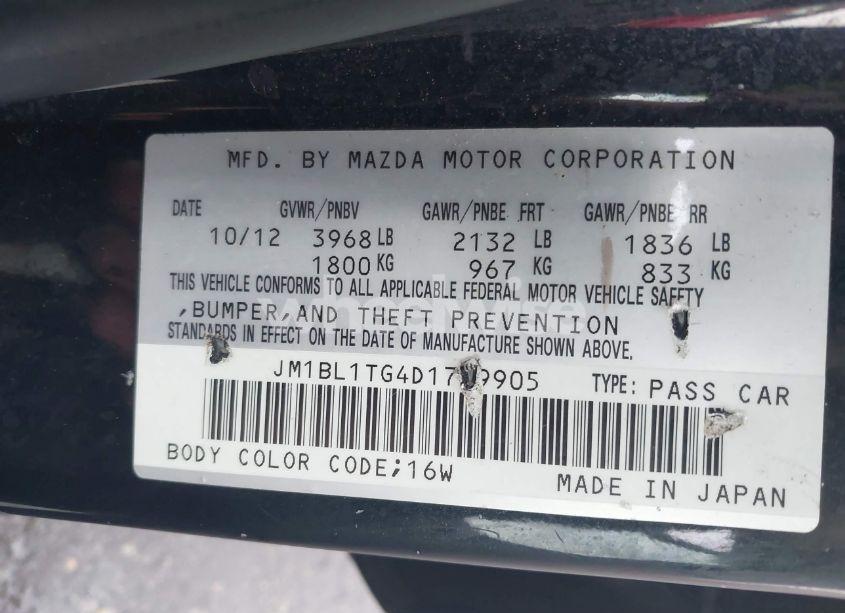 MFD. BY MAZDA MOTOR CORPORATION
DATE GVWR/PNBV GAWR/PNBE FRT GAWR/PNBE RR
10/12 3968 LB 2132 LB 1836 LB
1800 KG 967 KG 833 KG
THIS VEHICLE CONFORMS TO ALL APPLICABLE FEDERAL MOTOR VEHICLE SAFETY
,BUMPER,AND THEFT PREVENTION
STANDARDS IN EFFECT ON THE DATE OF MANUFACTURE SHOWN ABOVE.
TYPE: PASS CAR
BODY COLOR CODE;16W
MADE IN JAPAN